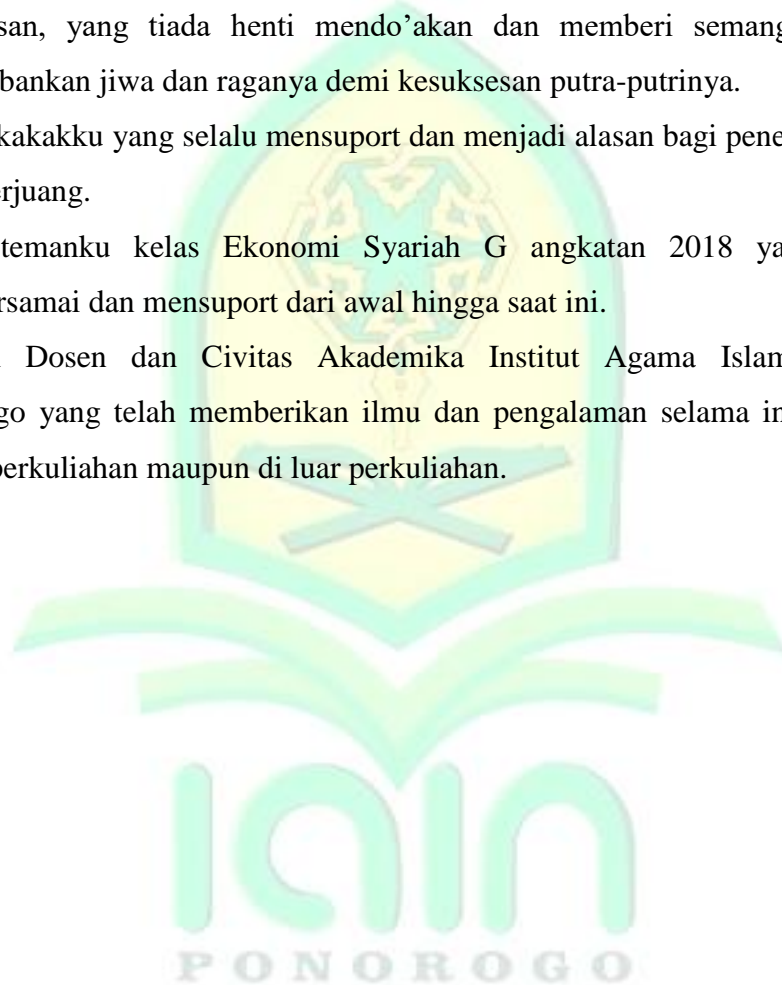 san, yang tiada henti mendo’akan dan memberi semang
bankan jiwa dan raganya demi kesuksesan putra-putrinya.
kakakku yang selalu mensuport dan menjadi alasan bagi pene
erjuang.
temanku kelas Ekonomi Syariah G angkatan 2018 ya
rsamai dan mensuport dari awal hingga saat ini.
Dosen dan Civitas Akademika Institut Agama Islam
go yang telah memberikan ilmu dan pengalaman selama in
perkuliahan maupun di luar perkuliahan.
IAIN
PONOROGO